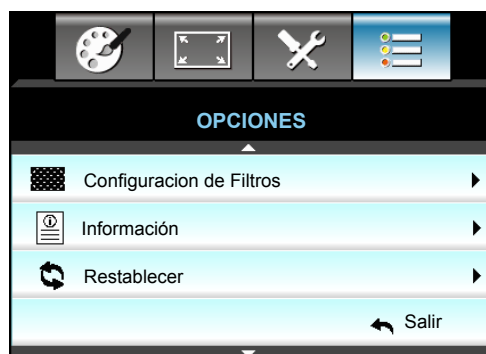 OPCIONES
Configuracion de Filtros
Información
Restablecer
Salir